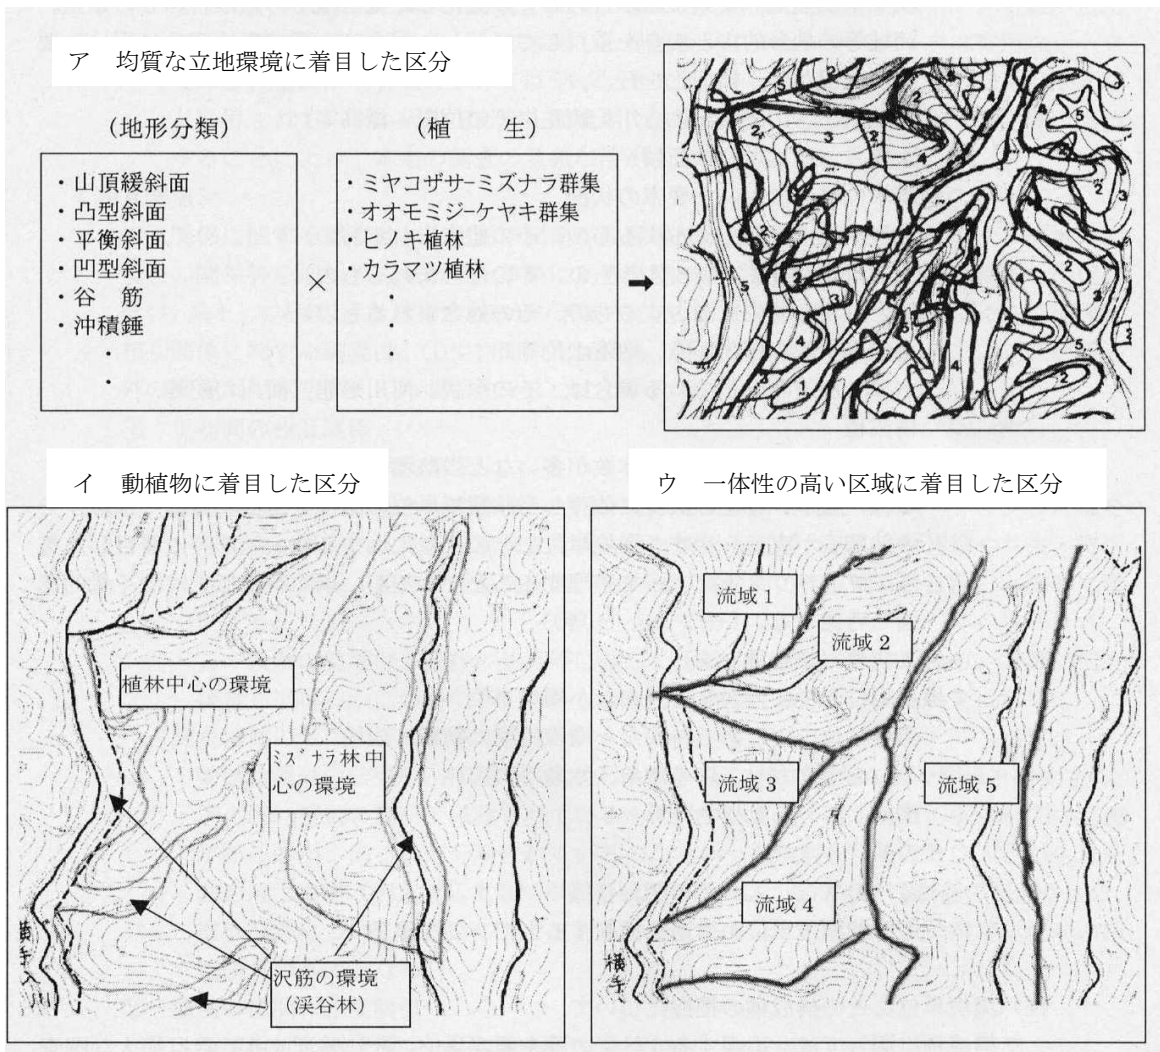 ア 均質な立地環境に着目した区分
(地形分類)
・山頂緩斜面
・凸型斜面
・平衡斜面
・凹型斜面
・谷 筋
・沖積錘
・
・
×
(植 生)
・ミヤコザサーミズナラ群集
・オオモミジーケヤキ群集
・ヒノキ植林
・カラマツ植林
・
・
・
➡
イ 動植物に着目した区分
植林中心の環境
ミズナラ林中
心の環境
沢筋の環境
(渓谷林)
ウ 一体性の高い区域に着目した区分
流域1
流域2
流域3
流域5
流域4